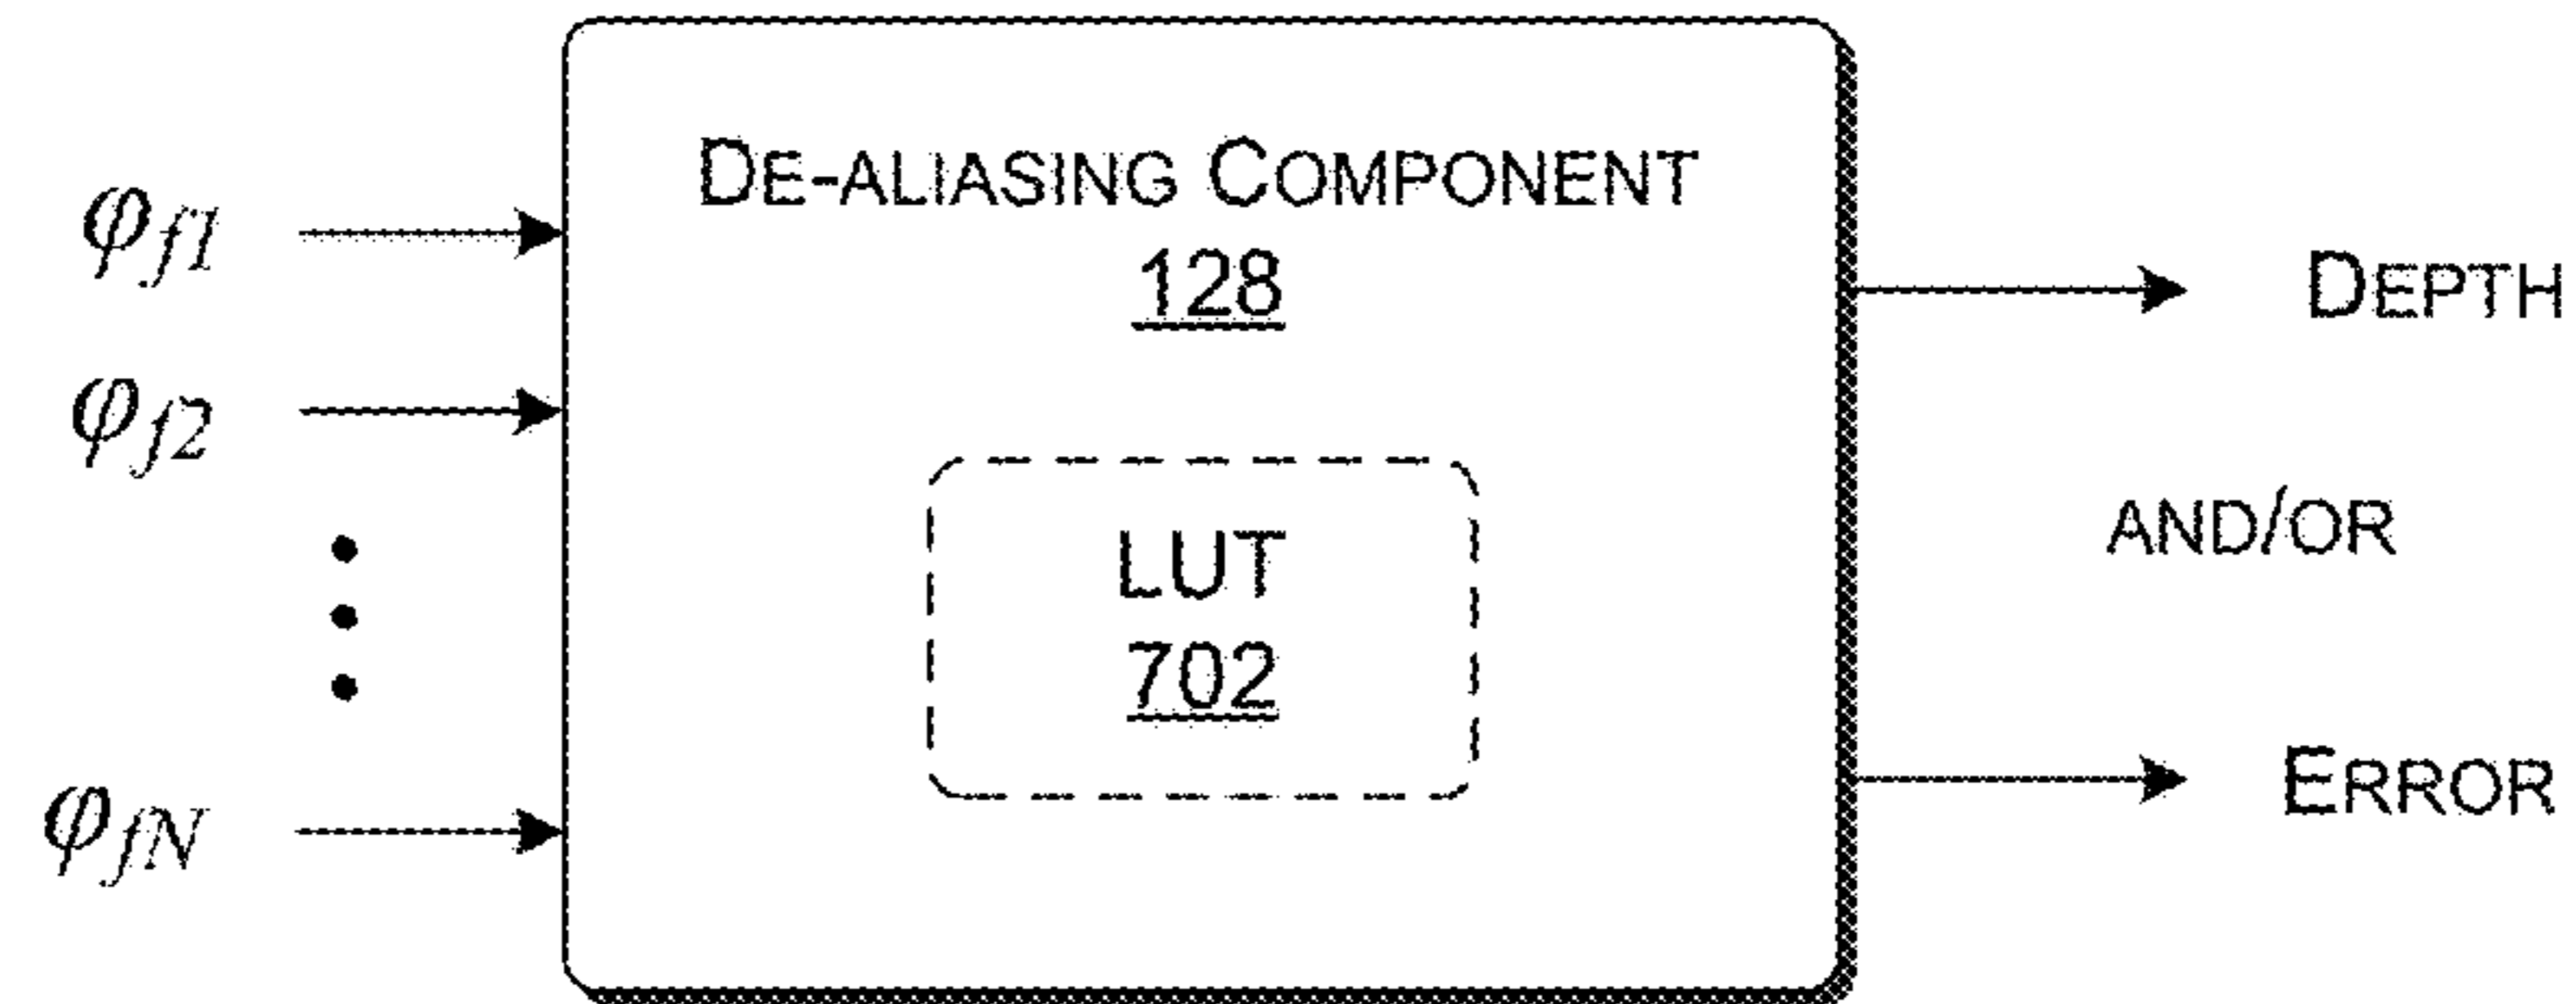 DE-ALIASING COMPONENT
128
φf1
φf2
LUT
702
φfN
DEPTH
AND/OR
ERROR